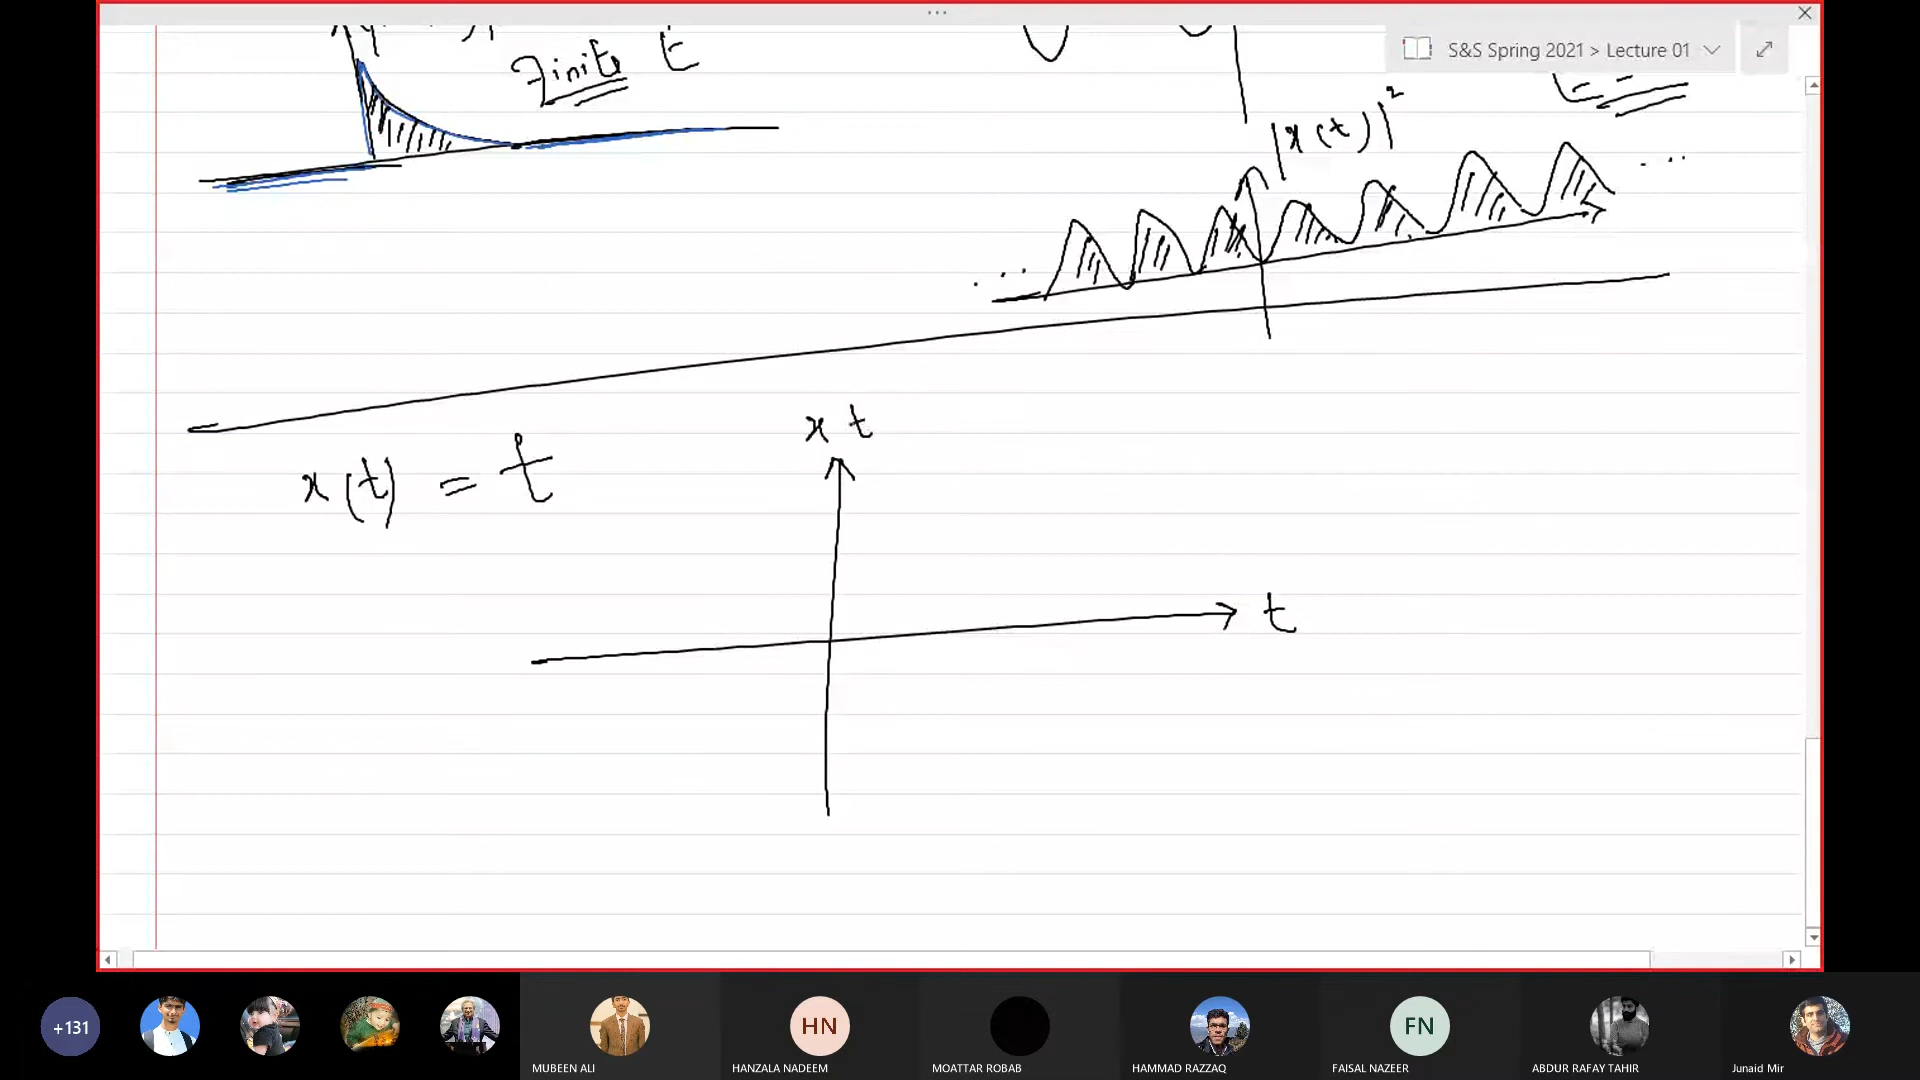 S&S Spring 2021 > Lecture 01
Finite E
|x(t)|²
x(t) = t
x t
t
+131
HN
FN
MUBEEN ALI
HANZALA NADEEM
MOATTAR ROBAB
HAMMAD RAZZAQ
FAISAL NAZEER
ABDUR RAFAY TAHIR
Junaid Mir